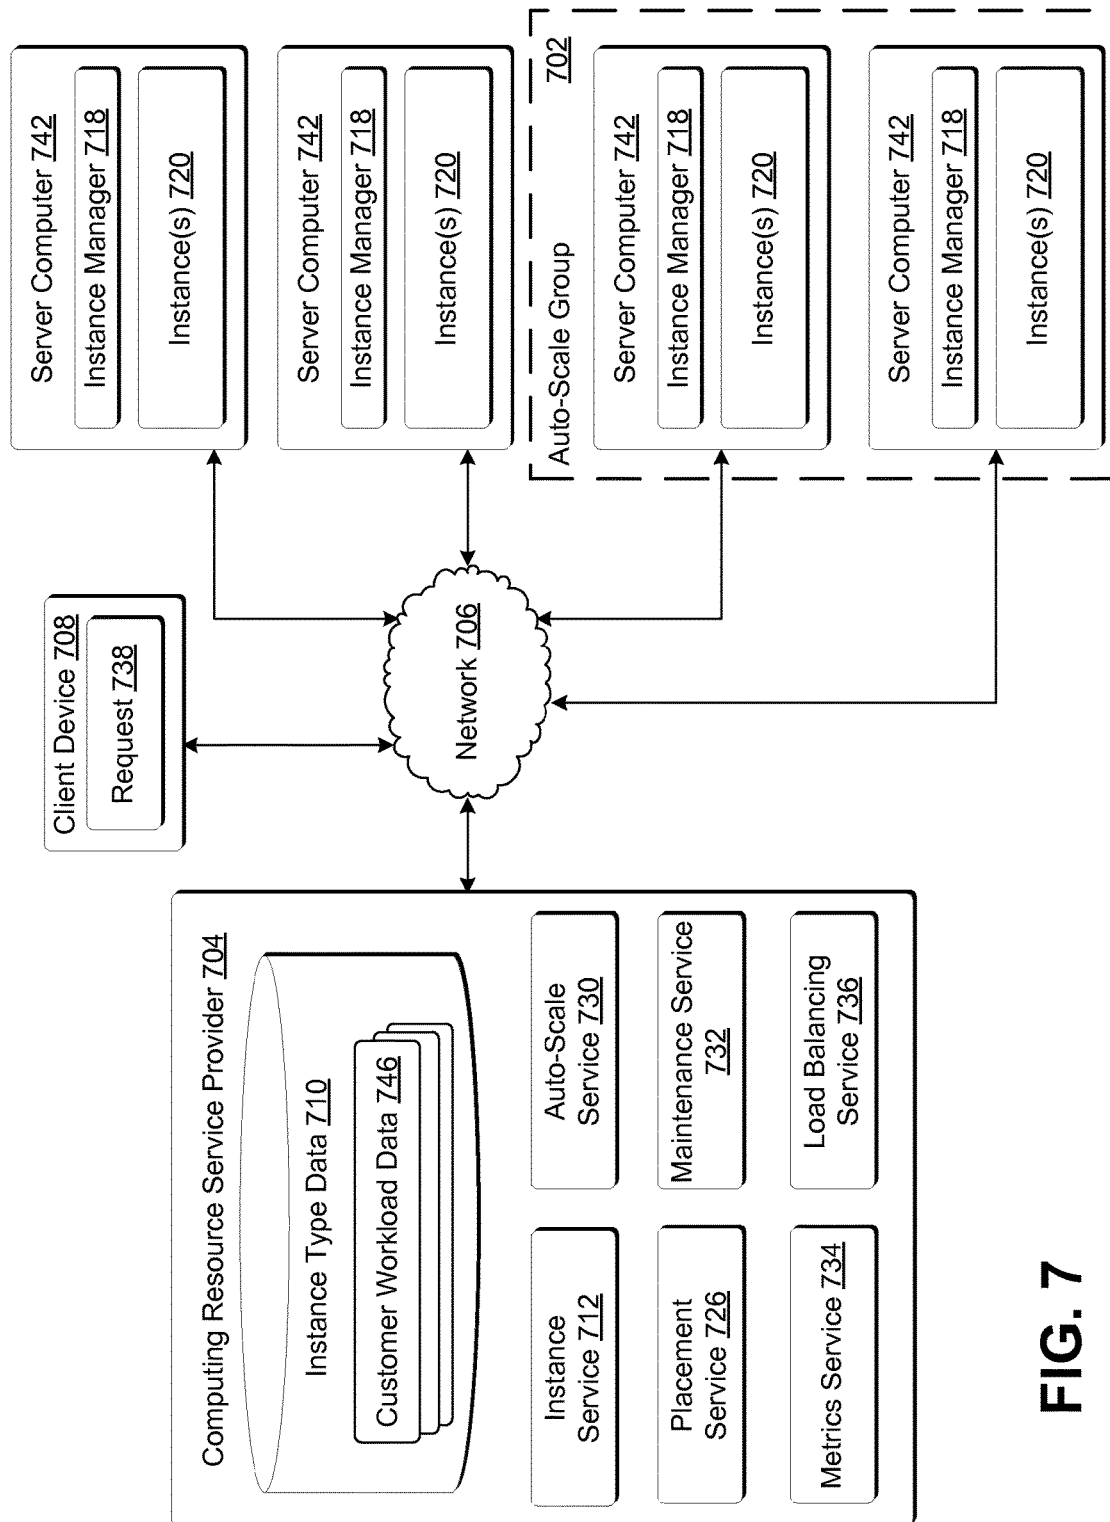 Computing Resource Service Provider 704
Instance Type Data 710
Customer Workload Data 746
Instance
Service 712
Auto-Scale
Service 730
Placement
Service 726
Maintenance Service
732
Metrics Service 734
Load Balancing
Service 736
Client Device 708
Request 738
Network 706
Server Computer 742
Instance Manager 718
Instance(s) 720
Server Computer 742
Instance Manager 718
Instance(s) 720
Auto-Scale Group
702
Server Computer 742
Instance Manager 718
Instance(s) 720
Server Computer 742
Instance Manager 718
Instance(s) 720
FIG. 7